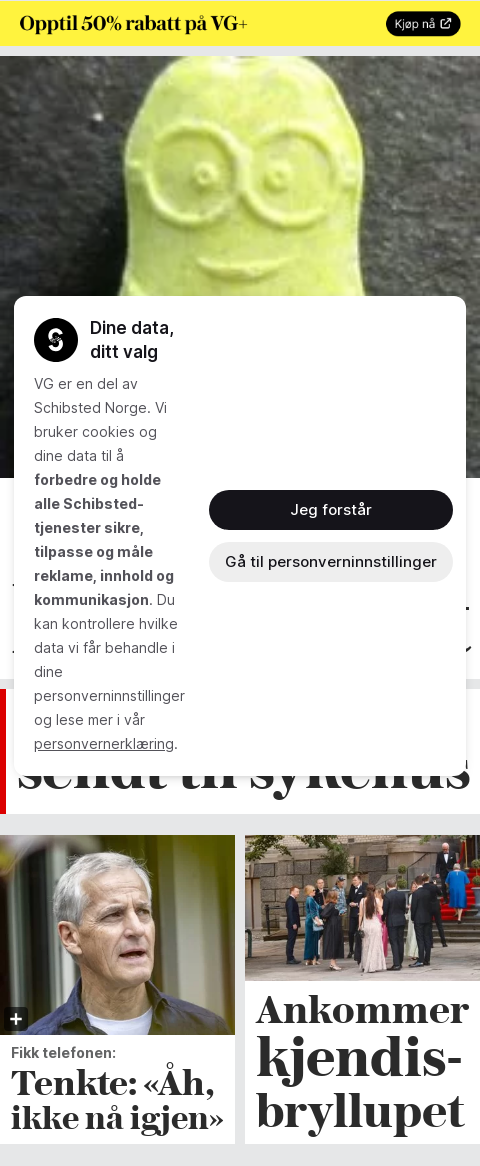 Opptil 50% rabatt på VG+
Kjøp nå
Dine data,
ditt valg
VG er en del av
Schibsted Norge. Vi
bruker cookies og
dine data til å
forbedre og holde
alle Schibsted-
tjenester sikre,
tilpasse og måle
reklame, innhold og
kommunikasjon. Du
kan kontrollere hvilke
data vi får behandle i
dine
personverninnstillinger
og lese mer i vår
personvernerklæring.
Jeg forstår
Gå til personverninnstillinger
sendt til sykehus
Fikk telefonen:
Tenkte: «Åh,
ikke nå igjen»
Ankommer
kjendis-
bryllupet